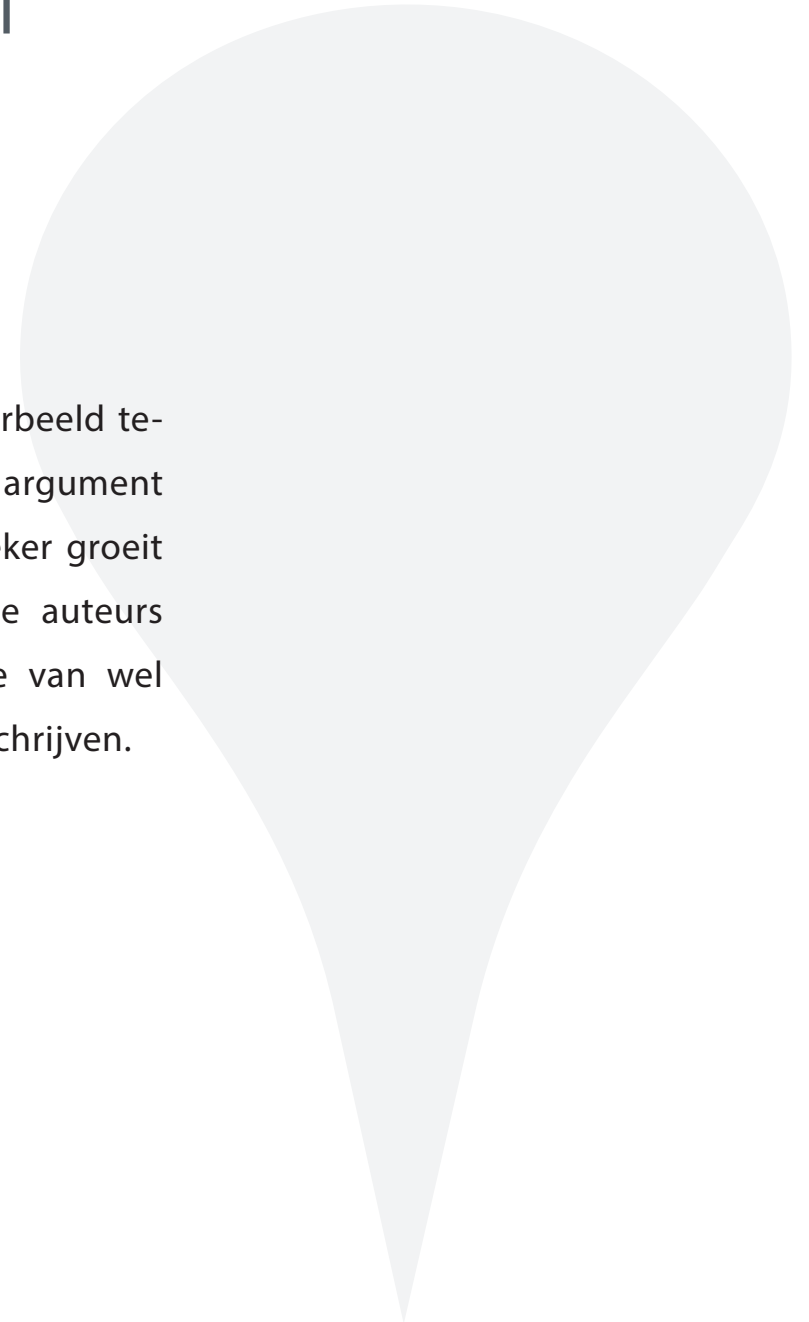 rbeeld te-
argument
ker groeit
e auteurs
van wel
chrijven.